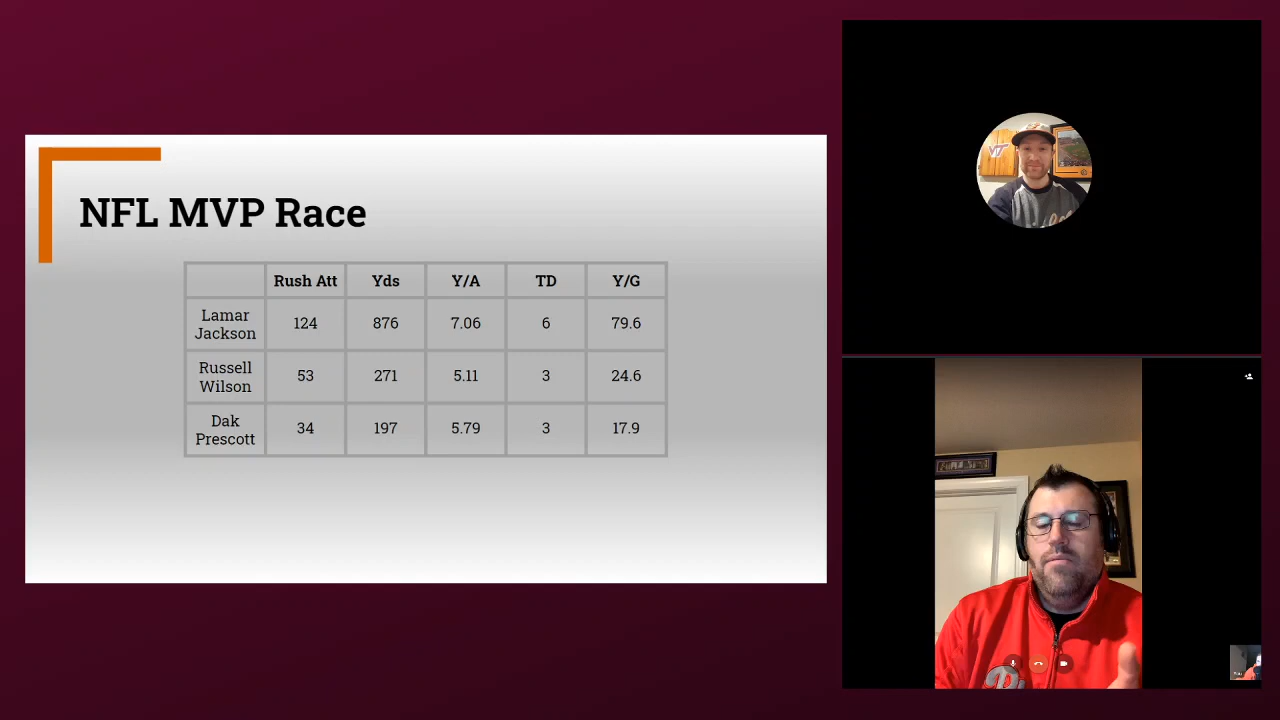 NFL MVP Race
Rush Att Yds Y/A TD Y/G
Lamar
Jackson 124 876 7.06 6 79.6
Russell
Wilson 53 271 5.11 3 24.6
Dak
Prescott 34 197 5.79 3 17.9
VT